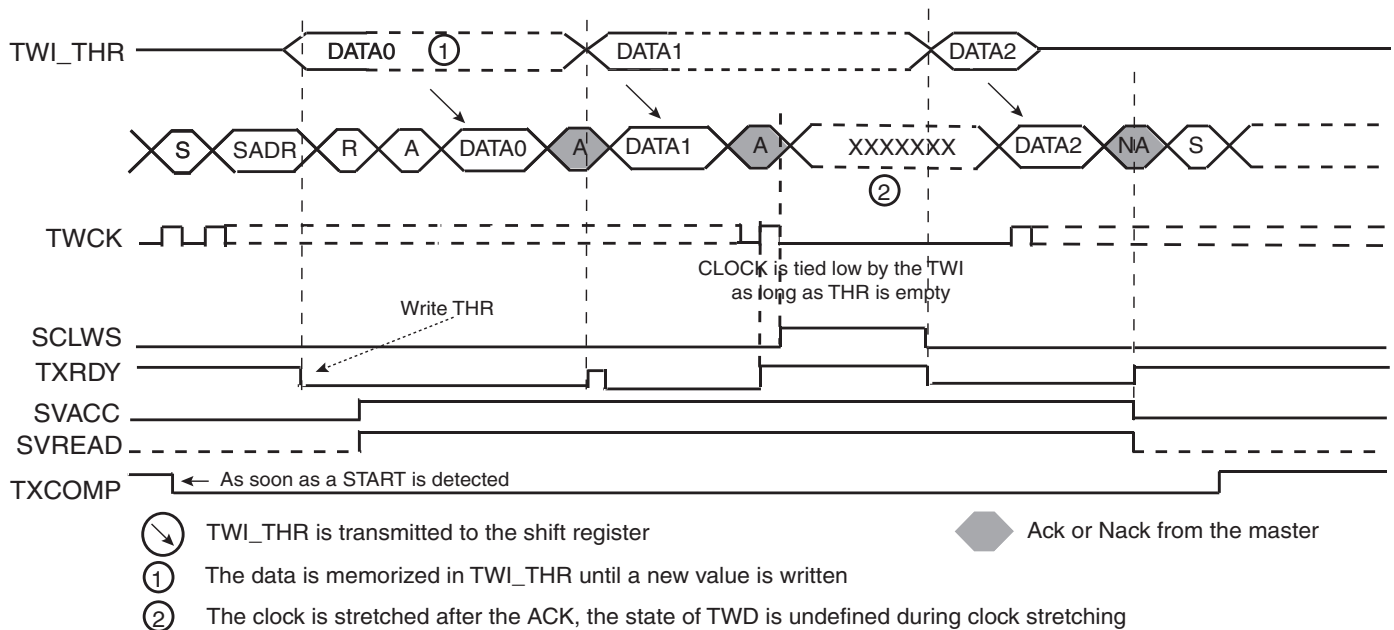 TWI_THR DATA0 1 DATA1 DATA2
S SADR R A DATA0 A DATA1 A XXXXXXX DATA2 NA S
2
TWCK
CLOCK is tied low by the TWI
as long as THR is empty
Write THR
SCLWS
TXRDY
SVACC
SVREAD
TXCOMP As soon as a START is detected
TWI_THR is transmitted to the shift register Ack or Nack from the master
1 The data is memorized in TWI_THR until a new value is written
2 The clock is stretched after the ACK, the state of TWD is undefined during clock stretching